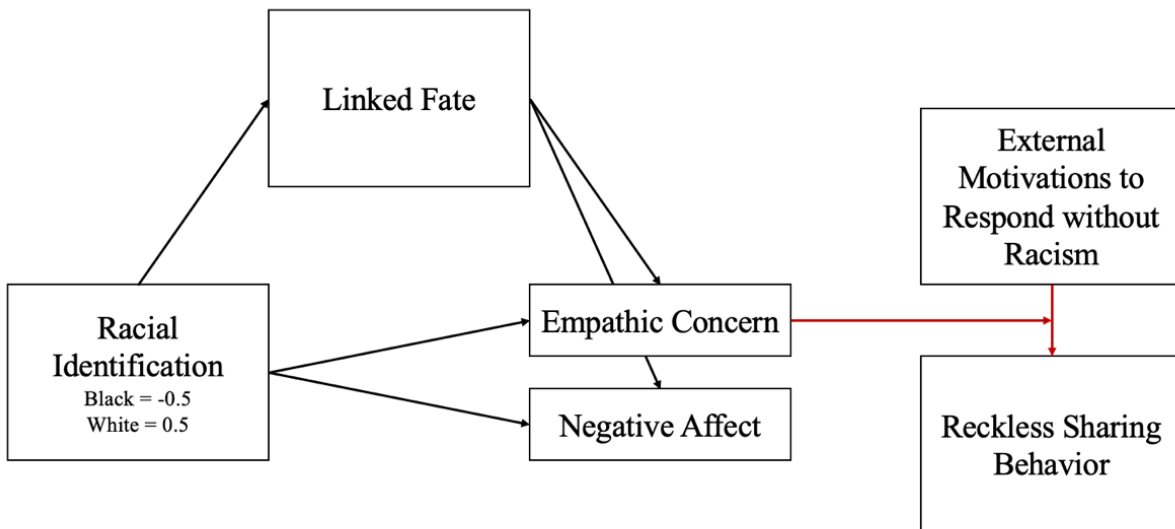 Linked Fate
External
Motivations to
Respond without
Racism
Racial
Identification
Black = -0.5
White = 0.5
Empathic Concern
Negative Affect
Reckless Sharing
Behavior